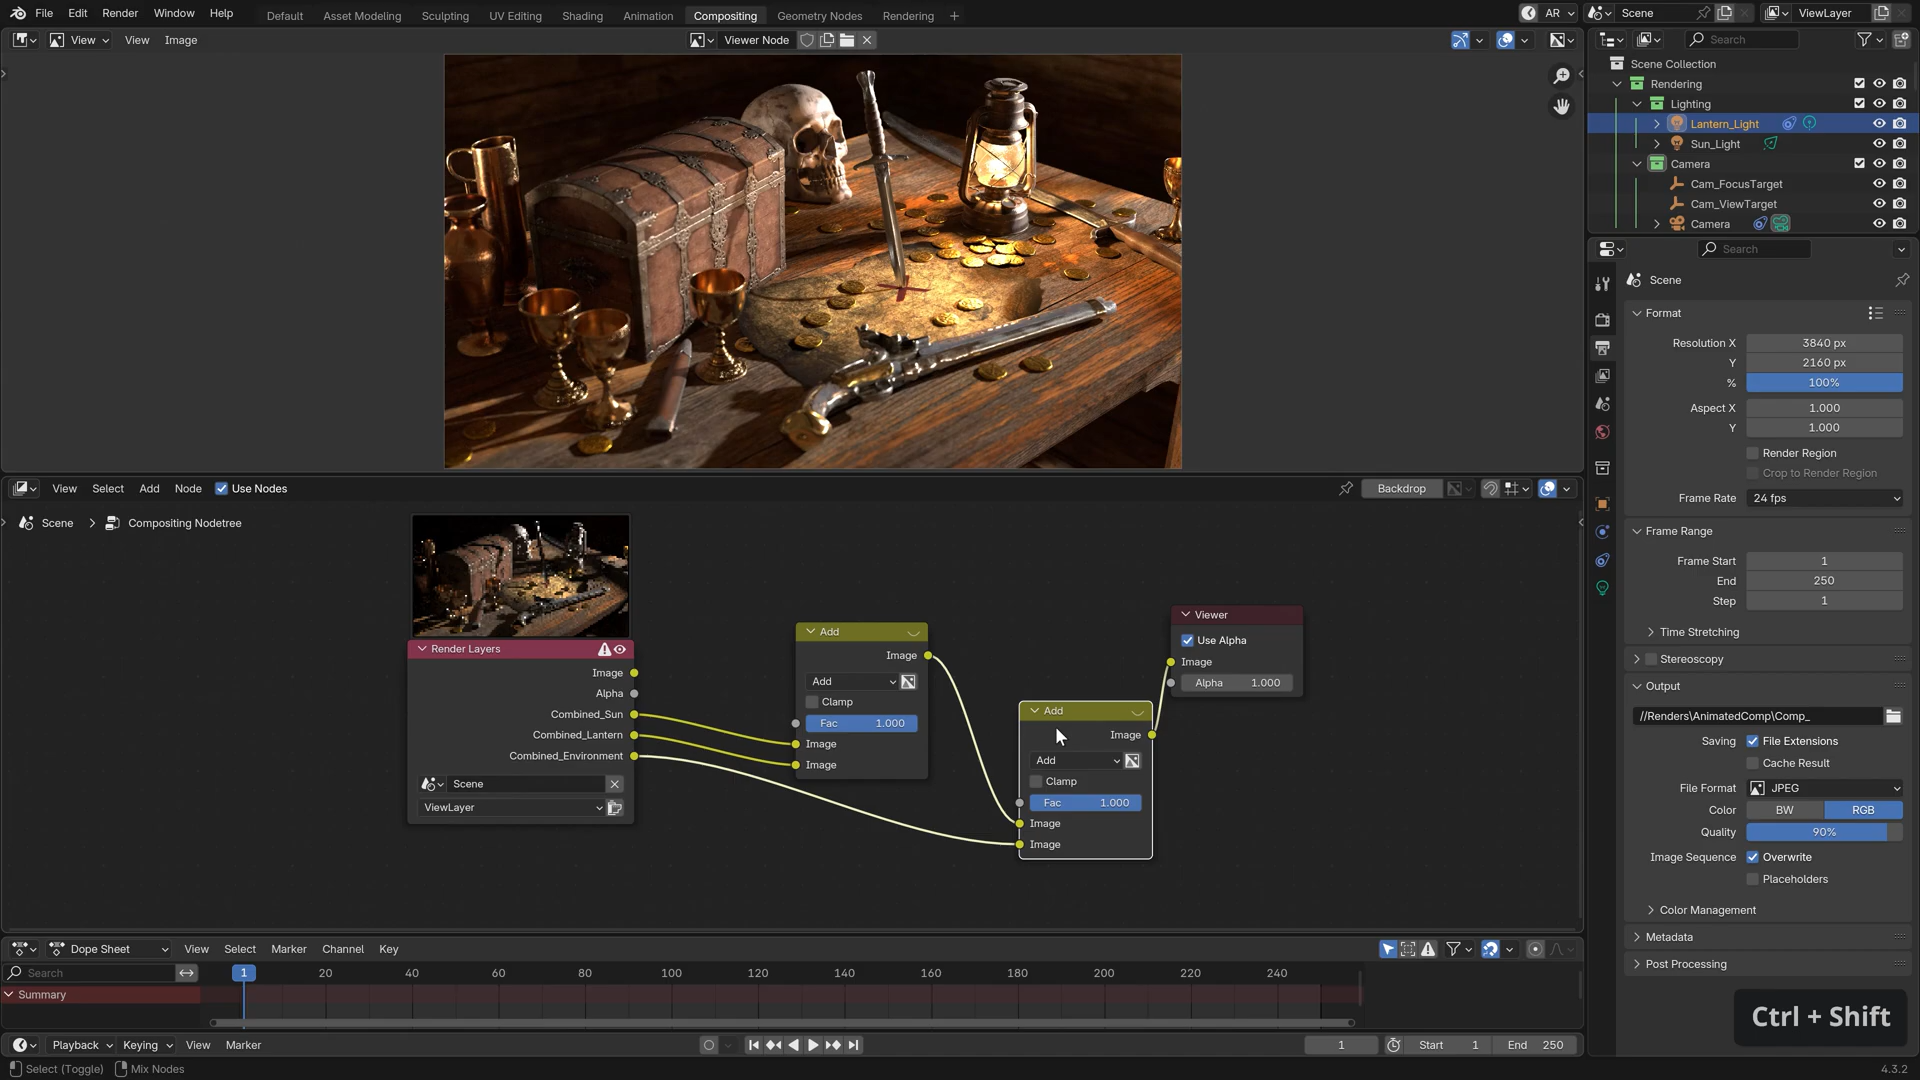 File Edit Render Window Help Default Asset Modeling Sculpting UV Editing Shading Animation Compositing Geometry Nodes Rendering + AR Scene ViewLayer
View View Image Viewer Node Search
Scene Collection
Rendering
Lighting
Lantern_Light
Sun_Light
Camera
Cam_FocusTarget
Cam_ViewTarget
Camera
Search
Scene
Format
Resolution X 3840 px
Y 2160 px
% 100%
Aspect X 1.000
Y 1.000
Render Region
Crop to Render Region
Frame Rate 24 fps
Frame Range
Frame Start 1
End 250
Step 1
Time Stretching
Stereoscopy
Output
//Renders\AnimatedComp\Comp_
Saving File Extensions
Cache Result
File Format JPEG
Color BW RGB
Quality 90%
Image Sequence Overwrite
Placeholders
Color Management
Metadata
Post Processing
View Select Add Node Use Nodes Backdrop
Scene > Compositing Nodetree
Render Layers
Image
Alpha
Combined_Sun
Combined_Lantern
Combined_Environment
Scene
ViewLayer
Add
Image
Add
Clamp
Fac 1.000
Image
Image
Add
Image
Add
Clamp
Fac 1.000
Image
Image
Viewer
Use Alpha
Image
Alpha 1.000
Dope Sheet View Select Marker Channel Key
Search 1 20 40 60 80 100 120 140 160 180 200 220 240
Summary
Playback Keying View Marker 1 Start 1 End 250
Select (Toggle) Mix Nodes 4.3.2
Ctrl + Shift